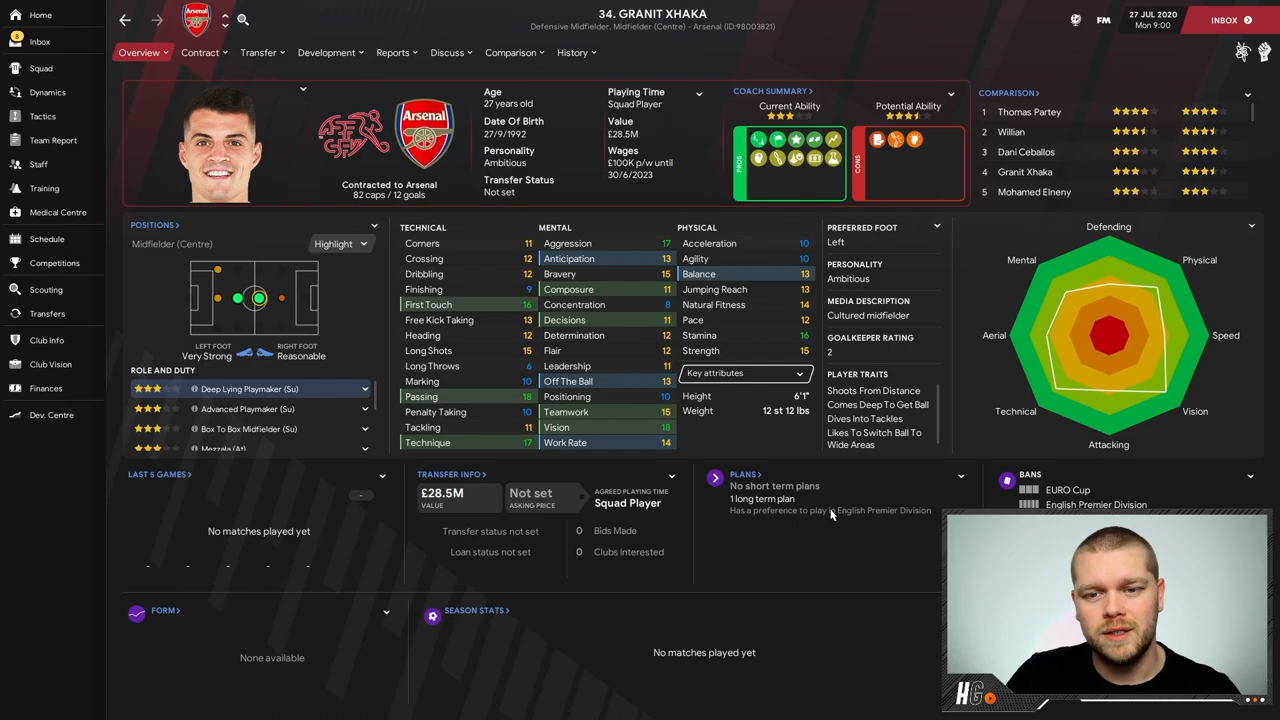 Home
8
Inbox
Squad
Dynamics
Tactics
Team Report
Staff
Training
Medical Centre
Schedule
Competitions
Scouting
Transfers
Club Info
Club Vision
Finances
Dev. Centre
34. GRANIT XHAKA
Defensive Midfielder, Midfielder (Centre) - Arsenal (ID:98003821)
FM
27 JUL 2020
Mon 9:00
INBOX
Overview
Contract
Transfer
Development
Reports
Discuss
Comparison
History
Arsenal
Contracted to Arsenal
82 caps / 12 goals
Age
27 years old
Date Of Birth
27/9/1992
Personality
Ambitious
Transfer Status
Not set
Playing Time
Squad Player
Value
£28.5M
Wages
£100K p/w until
30/6/2023
COACH SUMMARY
Current Ability
Potential Ability
PROS
CONS
COMPARISON
1 Thomas Partey
2 Willian
3 Dani Ceballos
4 Granit Xhaka
5 Mohamed Elneny
POSITIONS
Midfielder (Centre)
Highlight
LEFT FOOT
Very Strong
RIGHT FOOT
Reasonable
ROLE AND DUTY
Deep Lying Playmaker (Su)
Advanced Playmaker (Su)
Box To Box Midfielder (Su)
Mezzala (At)
TECHNICAL
Corners 11
Crossing 12
Dribbling 12
Finishing 9
First Touch 16
Free Kick Taking 13
Heading 12
Long Shots 15
Long Throws 6
Marking 10
Passing 18
Penalty Taking 10
Tackling 11
Technique 17
MENTAL
Aggression 17
Anticipation 13
Bravery 15
Composure 11
Concentration 8
Decisions 11
Determination 12
Flair 12
Leadership 11
Off The Ball 13
Positioning 10
Teamwork 15
Vision 18
Work Rate 14
PHYSICAL
Acceleration 10
Agility 10
Balance 13
Jumping Reach 13
Natural Fitness 14
Pace 12
Stamina 16
Strength 15
Key attributes
Height 6'1"
Weight 12 st 12 lbs
PREFERRED FOOT
Left
PERSONALITY
Ambitious
MEDIA DESCRIPTION
Cultured midfielder
GOALKEEPER RATING
2
PLAYER TRAITS
Shoots From Distance
Comes Deep To Get Ball
Dives Into Tackles
Likes To Switch Ball To
Wide Areas
Defending
Physical
Speed
Vision
Attacking
Technical
Aerial
Mental
LAST 5 GAMES
-
No matches played yet
- - - - -
TRANSFER INFO
£28.5M
VALUE
Not set
ASKING PRICE
AGREED PLAYING TIME
Squad Player
Transfer status not set
0 Bids Made
Loan status not set
0 Clubs Interested
PLANS
No short term plans
1 long term plan
Has a preference to play in English Premier Division
BANS
EURO Cup
English Premier Division
FORM
None available
SEASON STATS
No matches played yet
HG